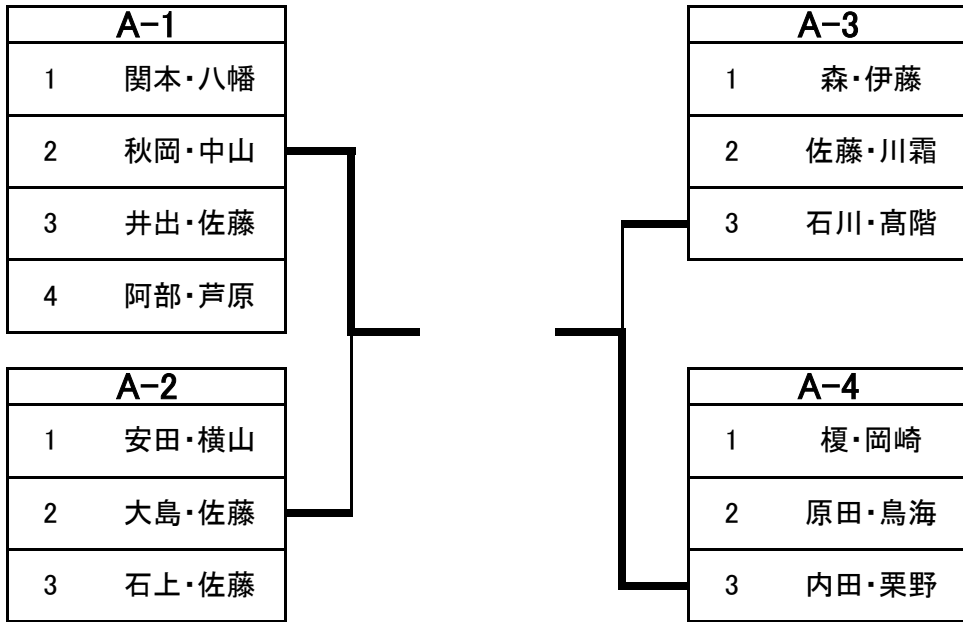 A-1
1 関本・八幡
2 秋岡・中山
3 井出・佐藤
4 阿部・芦原
A-2
1 安田・横山
2 大島・佐藤
3 石上・佐藤
A-3
1 森・伊藤
2 佐藤・川霜
3 石川・髙階
A-4
1 榎・岡崎
2 原田・鳥海
3 内田・栗野